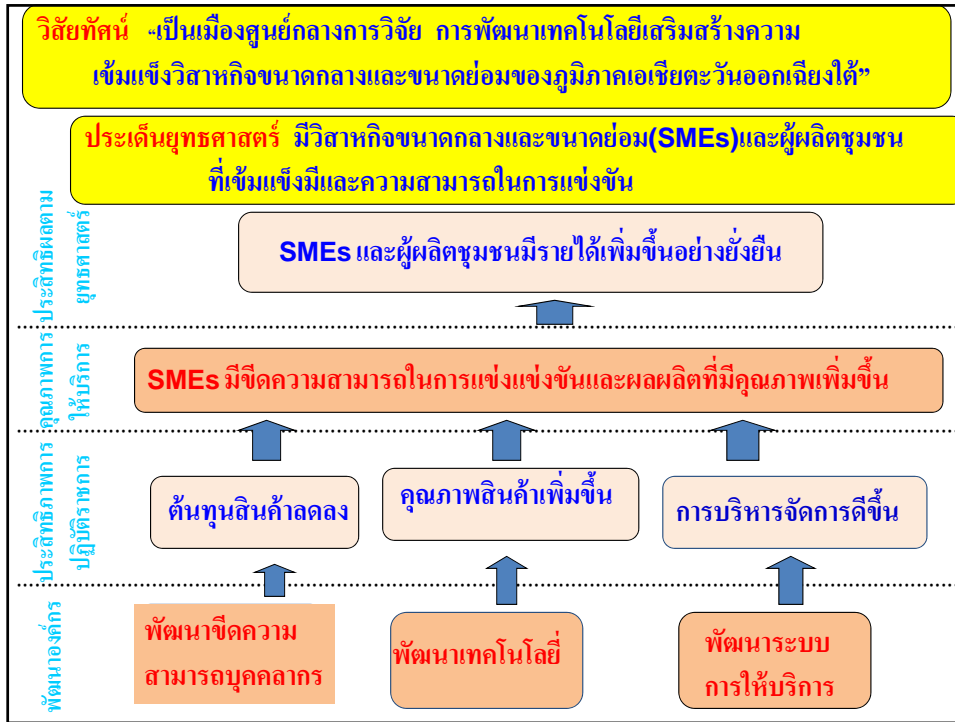 วิสัยทัศน์ “เป็นเมืองศูนย์กลางการวิจัย การพัฒนาเทคโนโลยีเสริมสร้างความ
เข้มแข็งวิสาหกิจขนาดกลางและขนาดย่อมของภูมิภาคเอเชียตะวันออกเฉียงใต้”
ประเด็นยุทธศาสตร์ มีวิสาหกิจขนาดกลางและขนาดย่อม(SMEs)และผู้ผลิตชุมชน
ที่เข้มแข็งมีและความสามารถในการแข่งขัน
ประสิทธิผลตาม
ยุทธศาสตร์
SMEs และผู้ผลิตชุมชนมีรายได้เพิ่มขึ้นอย่างยั่งยืน
คุณภาพการ
ให้บริการ
SMEs มีขีดความสามารถในการแข่งแข่งขันและผลผลิตที่มีคุณภาพเพิ่มขึ้น
ประสิทธิภาพการ
ปฏิบัติราชการ
ต้นทุนสินค้าลดลง
คุณภาพสินค้าเพิ่มขึ้น
การบริหารจัดการดีขึ้น
พัฒนาองค์กร
พัฒนาขีดความ
สามารถบุคคลากร
พัฒนาเทคโนโลยี่
พัฒนาระบบ
การให้บริการ